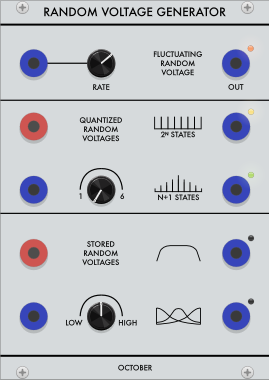 RANDOM VOLTAGE GENERATOR
FLUCTUATING
RANDOM
VOLTAGE
RATE
OUT
QUANTIZED
RANDOM
VOLTAGES
2ᴺ STATES
1 6
N+1 STATES
STORED
RANDOM
VOLTAGES
LOW HIGH
OCTOBER